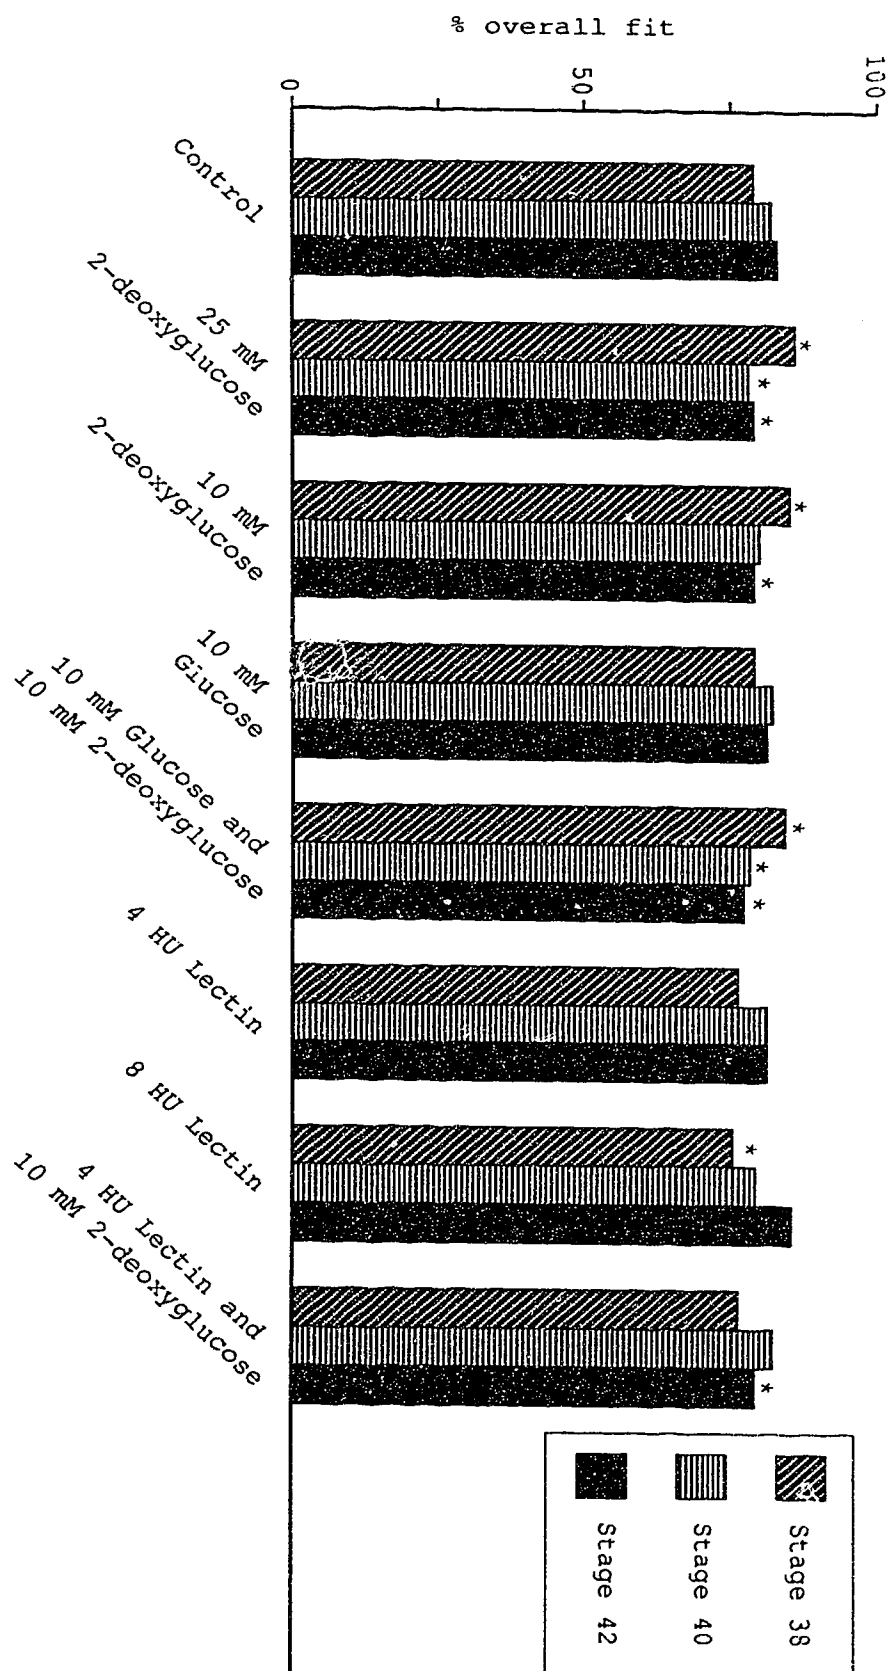 % overall fit
100
50
0
Control
25 mM
2-deoxyglucose
*
*
*
10 mM
2-deoxyglucose
*
*
10 mM
Glucose
10 mM Glucose and
10 mM 2-deoxyglucose
*
*
*
4 HU Lectin
8 HU Lectin
*
4 HU Lectin and
10 mM 2-deoxyglucose
*
Stage 38
Stage 40
Stage 42